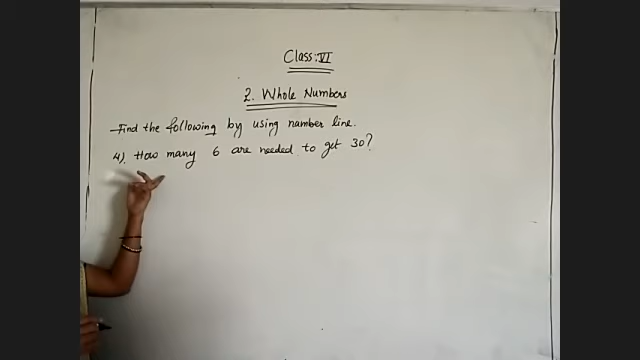 Class: VI
2. Whole Numbers
Find the following by using number line.
4). How many 6 are needed to get 30?